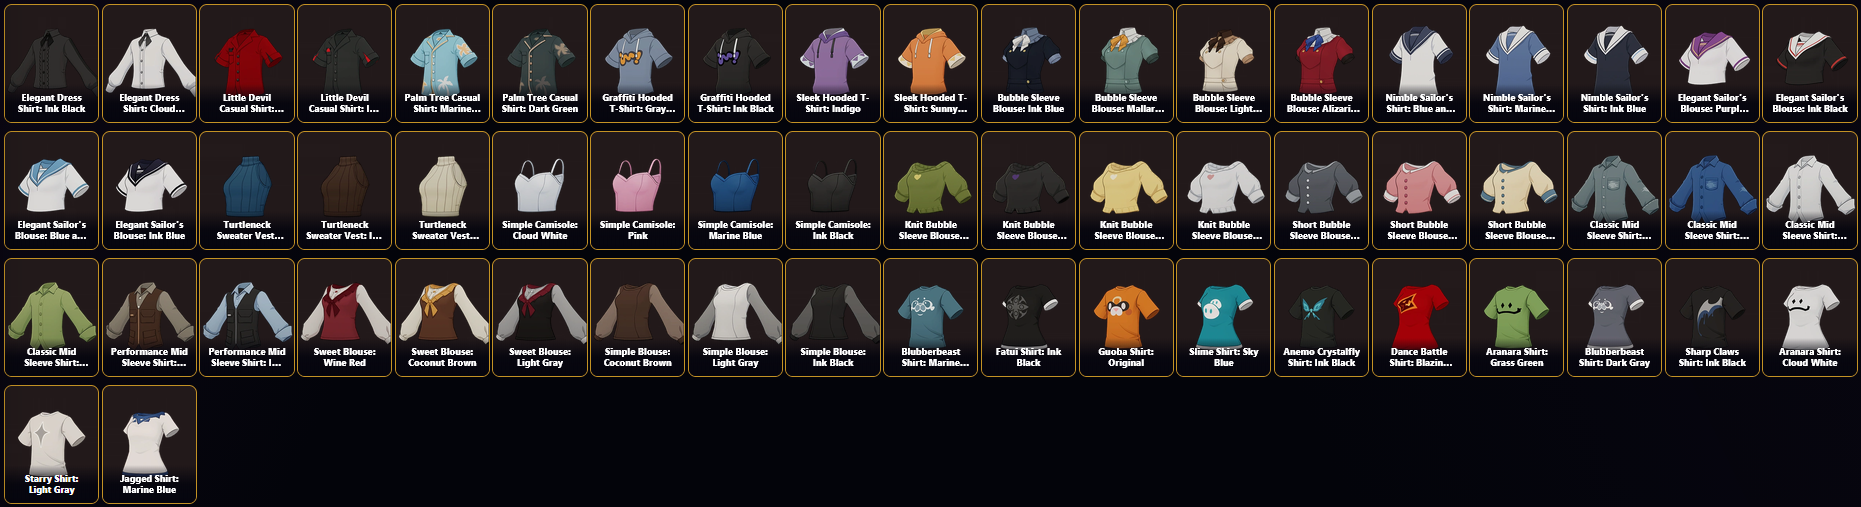 Elegant Dress
Shirt: Ink Black
Elegant Dress
Shirt: Cloud...
Little Devil
Casual Shirt:...
Little Devil
Casual Shirt: I...
Palm Tree Casual
Shirt: Marine...
Palm Tree Casual
Shirt: Dark Green
Graffiti Hooded
T-Shirt: Gray...
Graffiti Hooded
T-Shirt: Ink Black
Sleek Hooded T-
Shirt: Indigo
Sleek Hooded T-
Shirt: Sunny...
Bubble Sleeve
Blouse: Ink Blue
Bubble Sleeve
Blouse: Mallar...
Bubble Sleeve
Blouse: Light...
Bubble Sleeve
Blouse: Alizari...
Nimble Sailor's
Shirt: Blue an...
Nimble Sailor's
Shirt: Marine...
Nimble Sailor's
Shirt: Ink Blue
Elegant Sailor's
Blouse: Purpl...
Elegant Sailor's
Blouse: Ink Black
Elegant Sailor's
Blouse: Blue a...
Elegant Sailor's
Blouse: Ink Blue
Turtleneck
Sweater Vest...
Turtleneck
Sweater Vest: I...
Turtleneck
Sweater Vest...
Simple Camisole:
Cloud White
Simple Camisole:
Pink
Simple Camisole:
Marine Blue
Simple Camisole:
Ink Black
Knit Bubble
Sleeve Blouse...
Knit Bubble
Sleeve Blouse...
Knit Bubble
Sleeve Blouse...
Knit Bubble
Sleeve Blouse...
Short Bubble
Sleeve Blouse...
Short Bubble
Sleeve Blouse...
Short Bubble
Sleeve Blouse...
Classic Mid
Sleeve Shirt:...
Classic Mid
Sleeve Shirt:...
Classic Mid
Sleeve Shirt:...
Classic Mid
Sleeve Shirt:...
Performance Mid
Sleeve Shirt:...
Performance Mid
Sleeve Shirt: I...
Sweet Blouse:
Wine Red
Sweet Blouse:
Coconut Brown
Sweet Blouse:
Light Gray
Simple Blouse:
Coconut Brown
Simple Blouse:
Light Gray
Simple Blouse:
Ink Black
Blubberbeast
Shirt: Marine...
Fatui Shirt: Ink
Black
Guoba Shirt:
Original
Slime Shirt: Sky
Blue
Anemo Crystalfly
Shirt: Ink Black
Dance Battle
Shirt: Blazin...
Aranara Shirt:
Grass Green
Blubberbeast
Shirt: Dark Gray
Sharp Claws
Shirt: Ink Black
Aranara Shirt:
Cloud White
Starry Shirt:
Light Gray
Jagged Shirt:
Marine Blue